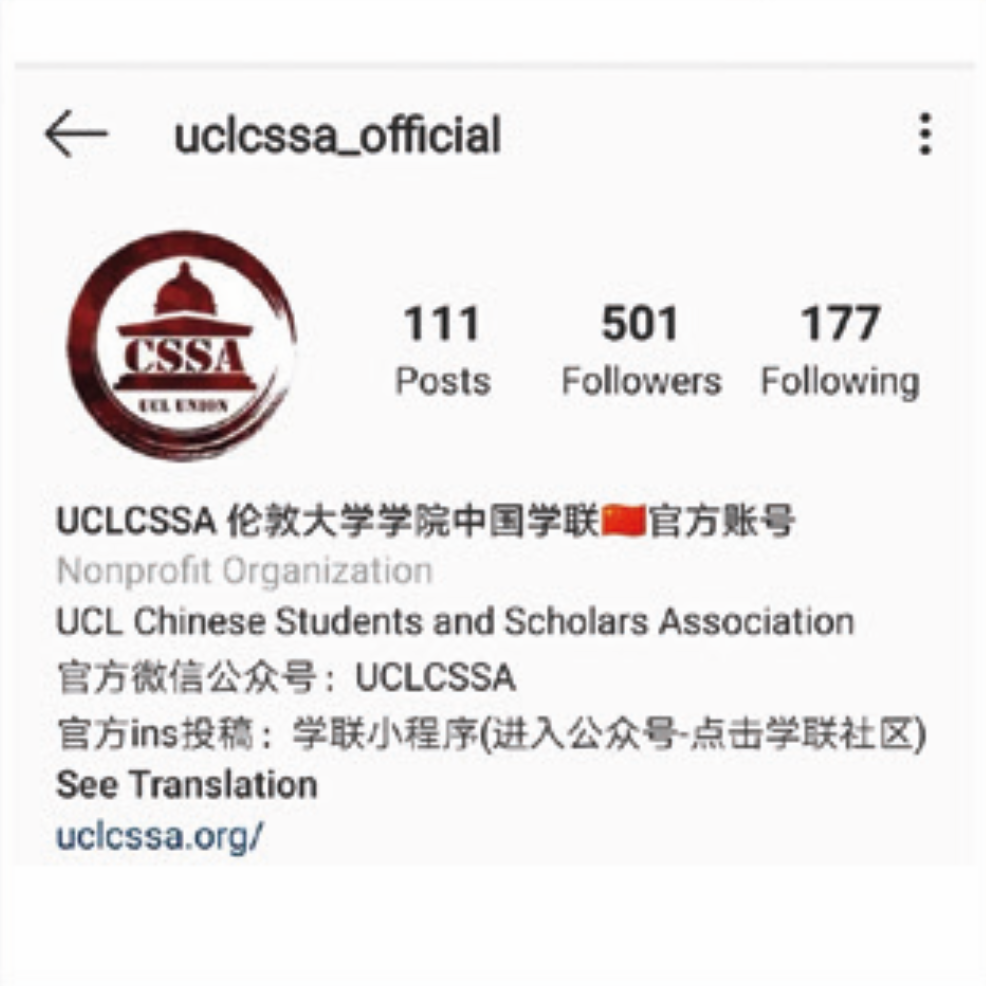 uclcssa_official
CSSA
UCL UNION
111 501 177
Posts Followers Following
UCLCSSA 伦敦大学学院中国学联🇨🇳官方账号
Nonprofit Organization
UCL Chinese Students and Scholars Association
官方微信公众号：UCLCSSA
官方ins投稿：学联小程序(进入公众号-点击学联社区)
See Translation
uclcssa.org/